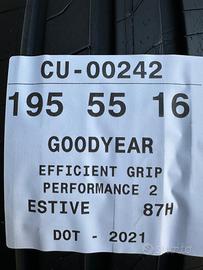 CU-00242
195 55 16
GOODYEAR
EFFICIENT GRIP
PERFORMANCE 2
ESTIVE 87H
DOT - 2021